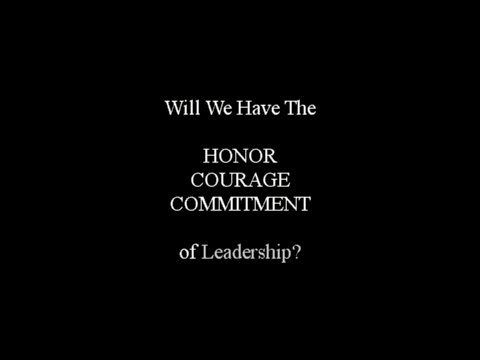 Will We Have The
HONOR
COURAGE
COMMITMENT
of Leadership?